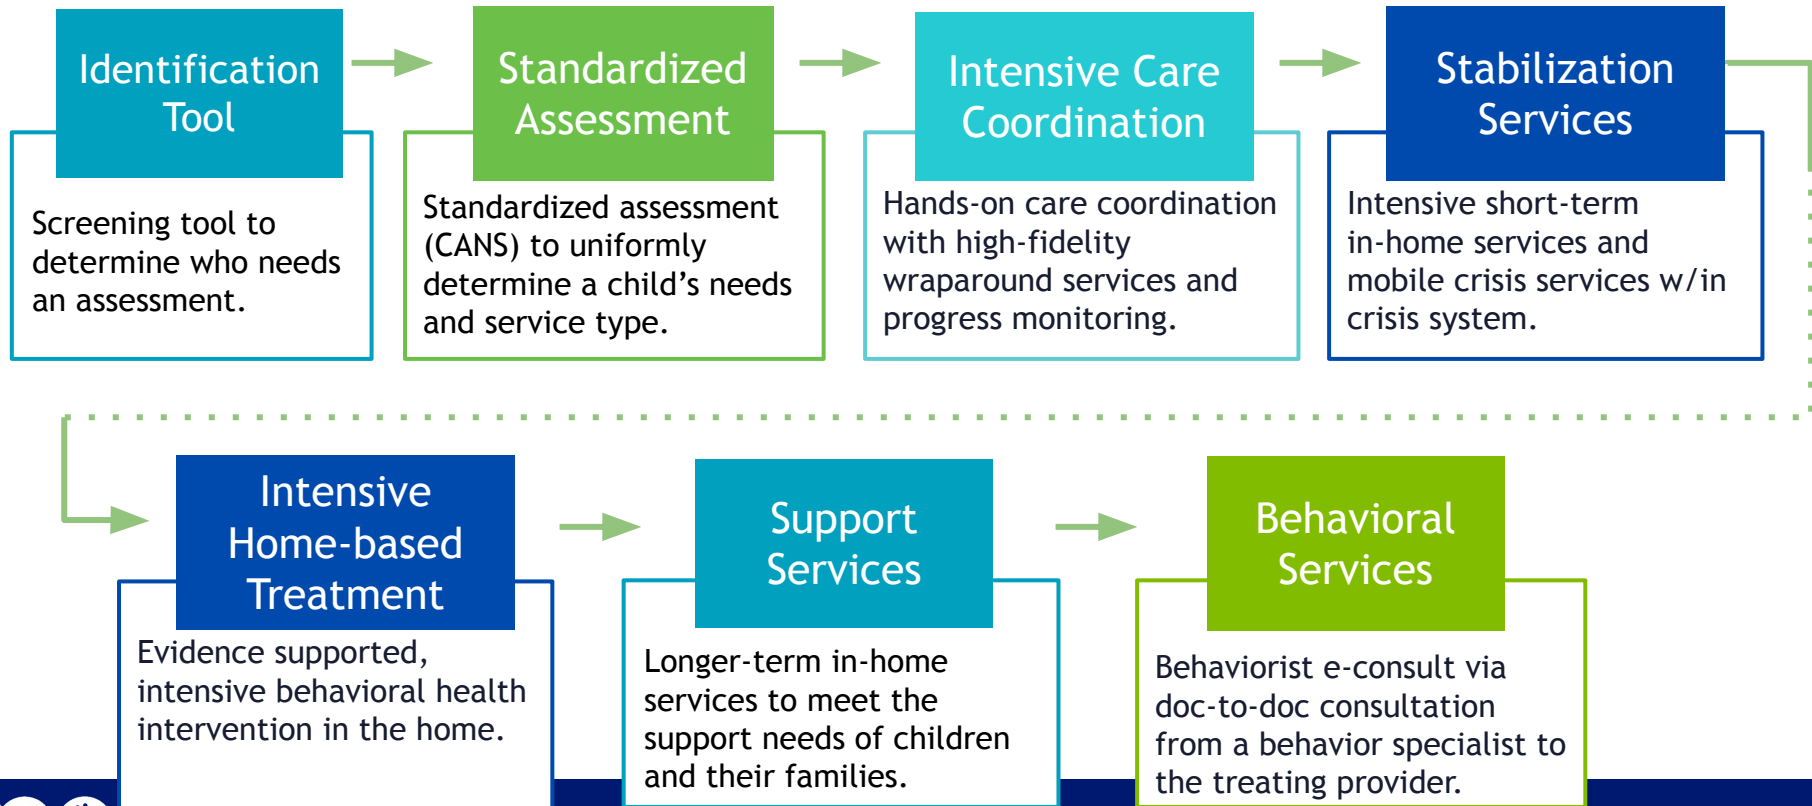 Identification
Tool
Screening tool to
determine who needs
an assessment.
Standardized
Assessment
Standardized assessment
(CANS) to uniformly
determine a child's needs
and service type.
Intensive Care
Coordination
Hands-on care coordination
with high-fidelity
wraparound services and
progress monitoring.
Stabilization
Services
Intensive short-term
in-home services and
mobile crisis services w/in
crisis system.
Intensive
Home-based
Treatment
Evidence supported,
intensive behavioral health
intervention in the home.
Support
Services
Longer-term in-home
services to meet the
support needs of children
and their families.
Behavioral
Services
Behaviorist e-consult via
doc-to-doc consultation
from a behavior specialist to
the treating provider.